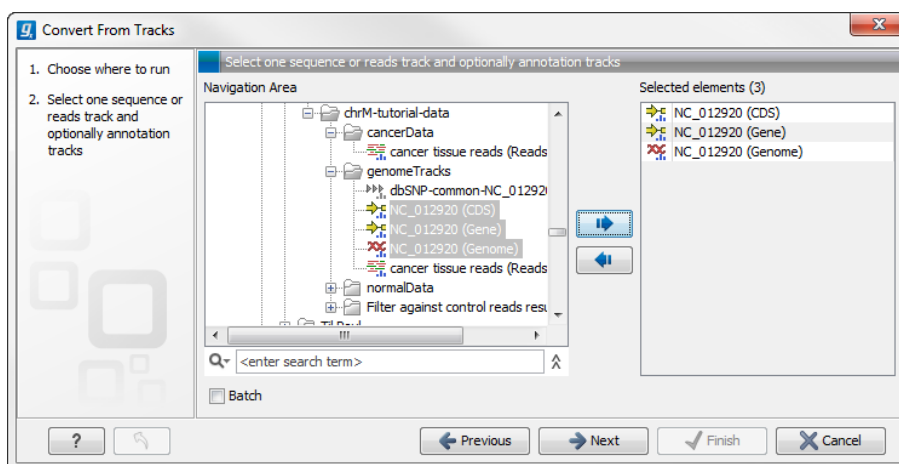 Convert From Tracks
1. Choose where to run
2. Select one sequence or
reads track and
optionally annotation
tracks
Select one sequence or reads track and optionally annotation tracks
Navigation Area
chrM-tutorial-data
cancerData
cancer tissue reads (Reads
genomeTracks
dbSNP-common-NC_01292
NC_012920 (CDS)
NC_012920 (Gene)
NC_012920 (Genome)
cancer tissue reads (Reads
normalData
Filter against control reads resu
<enter search term>
Batch
Selected elements (3)
NC_012920 (CDS)
NC_012920 (Gene)
NC_012920 (Genome)
?
Previous
Next
Finish
Cancel